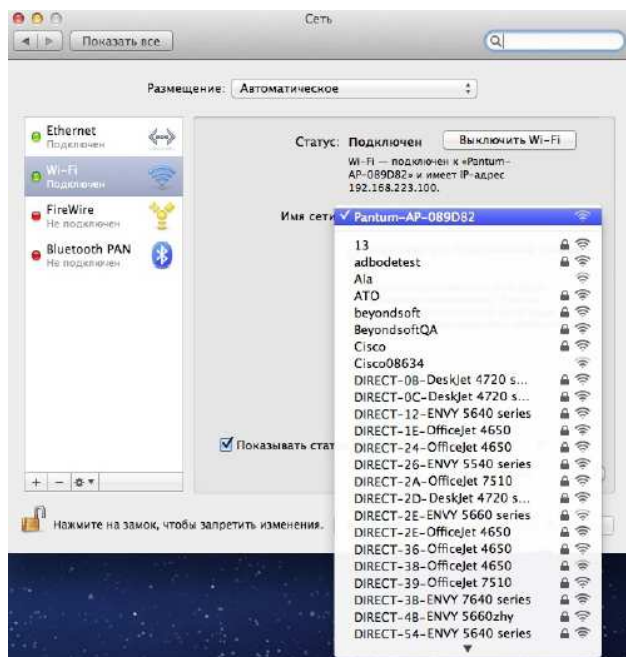 Сеть
Показать все
Размещение: Автоматическое
Ethernet
Подключен
Wi-Fi
Подключен
FireWire
Не подключен
Bluetooth PAN
Не подключен
Статус: Подключен
Выключить Wi-Fi
Wi-Fi — подключен к «Pantum-
AP-089D82» и имеет IP-адрес
192.168.223.100.
Имя сети
Pantum-AP-089D82
13
adbodetest
Ala
ATO
beyondsoft
BeyondsoftQA
Cisco
Cisco08634
DIRECT-0B-DeskJet 4720 s...
DIRECT-0C-DeskJet 4720 s...
DIRECT-12-ENVY 5640 series
DIRECT-1E-OfficeJet 4650
DIRECT-24-OfficeJet 4650
DIRECT-26-ENVY 5540 series
DIRECT-2A-OfficeJet 7510
DIRECT-2D-DeskJet 4720 s...
DIRECT-2E-ENVY 5660 series
DIRECT-2E-OfficeJet 4650
DIRECT-36-OfficeJet 4650
DIRECT-38-OfficeJet 4650
DIRECT-39-OfficeJet 7510
DIRECT-3B-ENVY 7640 series
DIRECT-4B-ENVY 5660zhy
DIRECT-54-ENVY 5640 series
Показывать стат
Нажмите на замок, чтобы запретить изменения.